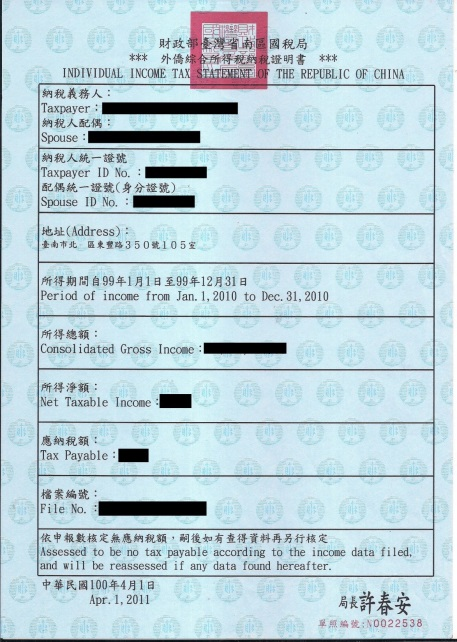 財政部臺灣省南區國稅局
*** 外僑綜合所得稅納稅證明書 ***
INDIVIDUAL INCOME TAX STATEMENT OF THE REPUBLIC OF CHINA
納稅義務人:
Taxpayer:
納稅人配偶:
Spouse:
納稅人統一證號
Taxpayer ID No.:
配偶統一證號(身分證號)
Spouse ID No.:
地址(Address):
臺南市北 區東豐路350號105室
所得期間自99年1月1日至99年12月31日
Period of income from Jan.1,2010 to Dec.31,2010
所得總額:
Consolidated Gross Income:
所得淨額:
Net Taxable Income:
應納稅額:
Tax Payable:
檔案編號:
File No.:
依申報數核定無應納稅額,嗣後如有查得資料再另行核定
Assessed to be no tax payable according to the income data filed,
and will be reassessed if any data found hereafter.
中華民國100年4月1日
Apr.1,2011
局長許春安
單照編號:N0022538